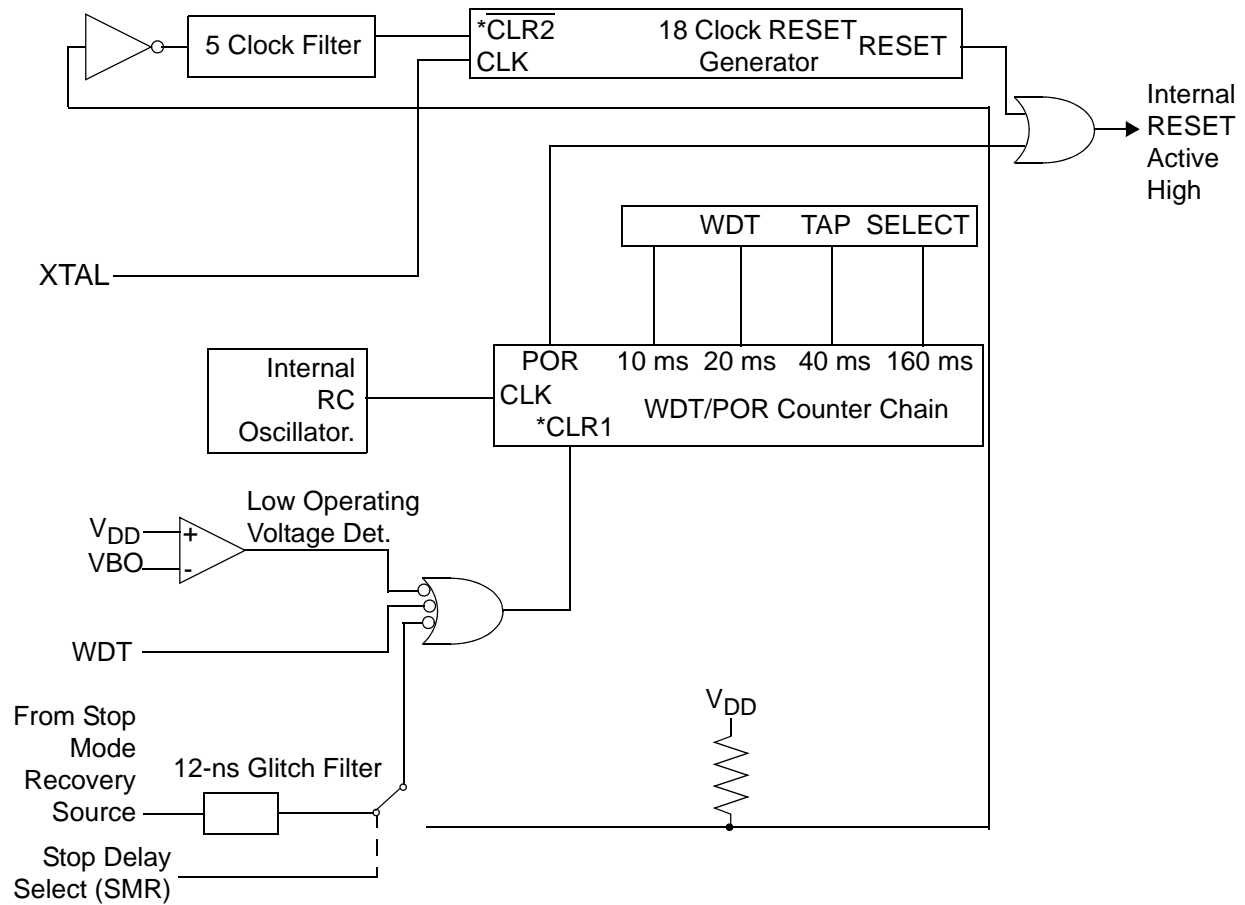 *CLR2
18 Clock RESET
RESET
5 Clock Filter
CLK
Generator
Internal
RESET
Active
High
WDT TAP SELECT
XTAL
Internal
RC
Oscillator.
POR 10 ms 20 ms 40 ms 160 ms
CLK
WDT/POR Counter Chain
*CLR1
Low Operating
Voltage Det.
VDD
+
VBO
-
WDT
From Stop
Mode
Recovery
Source
12-ns Glitch Filter
VDD
Stop Delay
Select (SMR)